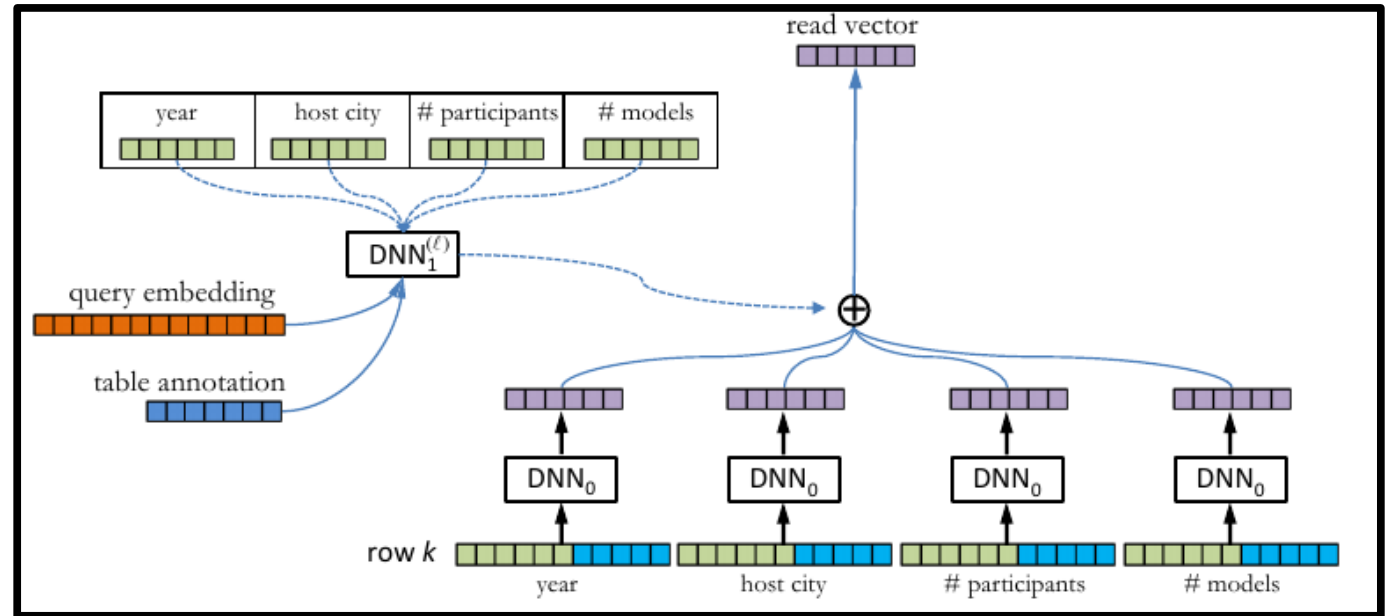 read vector
year host city # participants # models
DNN₁⁽ℓ⁾
query embedding
table annotation
DNN₀ DNN₀ DNN₀ DNN₀
row k
year host city # participants # models